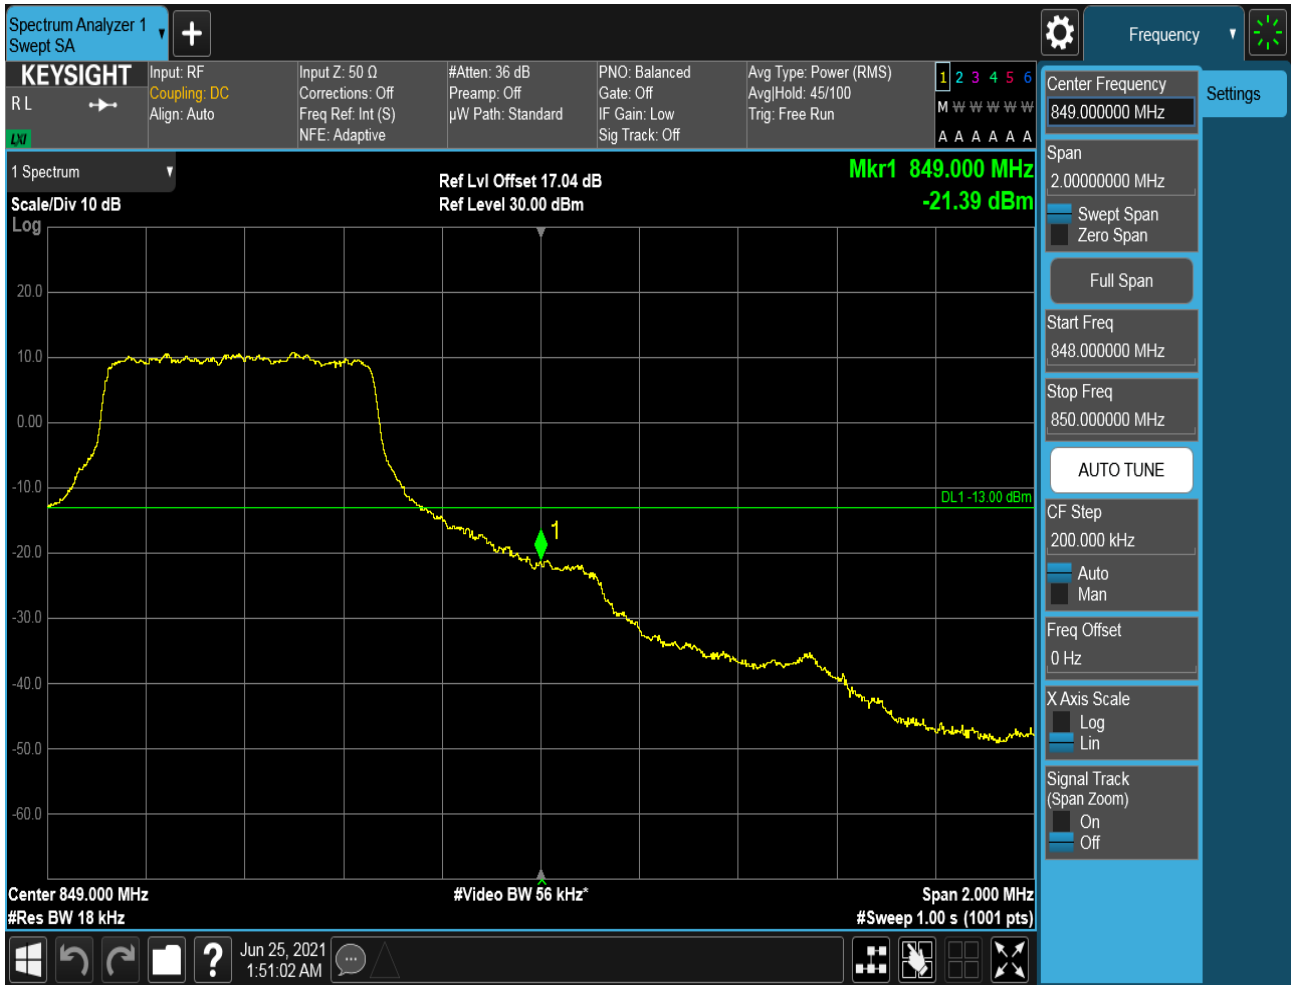 Spectrum Analyzer 1
Swept SA
Frequency
KEYSIGHT
R L
LXI
Input: RF
Coupling: DC
Align: Auto
Input Z: 50 Ω
Corrections: Off
Freq Ref: Int (S)
NFE: Adaptive
#Atten: 36 dB
Preamp: Off
µW Path: Standard
PNO: Balanced
Gate: Off
IF Gain: Low
Sig Track: Off
Avg Type: Power (RMS)
Avg|Hold: 45/100
Trig: Free Run
1 2 3 4 5 6
M W W W W W
A A A A A A
1 Spectrum
Scale/Div 10 dB
Log
Ref Lvl Offset 17.04 dB
Ref Level 30.00 dBm
Mkr1 849.000 MHz
-21.39 dBm
20.0
10.0
0.00
-10.0
-20.0
-30.0
-40.0
-50.0
-60.0
DL1 -13.00 dBm
1
Center 849.000 MHz
#Res BW 18 kHz
#Video BW 56 kHz*
Span 2.000 MHz
#Sweep 1.00 s (1001 pts)
?
Jun 25, 2021
1:51:02 AM
Center Frequency
849.000000 MHz
Settings
Span
2.00000000 MHz
Swept Span
Zero Span
Full Span
Start Freq
848.000000 MHz
Stop Freq
850.000000 MHz
AUTO TUNE
CF Step
200.000 kHz
Auto
Man
Freq Offset
0 Hz
X Axis Scale
Log
Lin
Signal Track
(Span Zoom)
On
Off